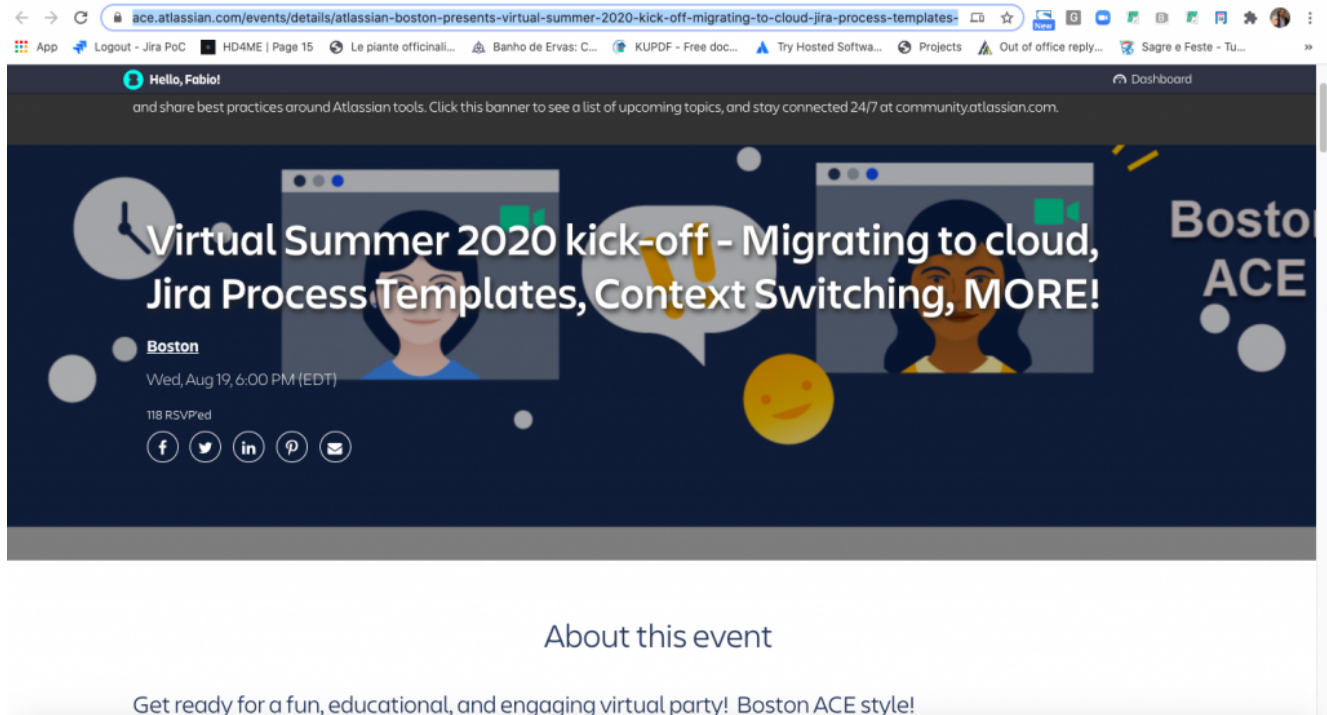 ace.atlassian.com/events/details/atlassian-boston-presents-virtual-summer-2020-kick-off-migrating-to-cloud-jira-process-templates-
New
App Logout - Jira PoC HD4ME | Page 15 Le piante officinali... Banho de Ervas: C... KUPDF - Free doc... Try Hosted Softwa... Projects Out of office reply... Sagre e Feste - Tu... »
Hello, Fabio! Dashboard
and share best practices around Atlassian tools. Click this banner to see a list of upcoming topics, and stay connected 24/7 at community.atlassian.com.
Virtual Summer 2020 kick-off - Migrating to cloud,
Jira Process Templates, Context Switching, MORE!
Bosto
ACE
Boston
Wed, Aug 19, 6:00 PM (EDT)
118 RSVP'ed
About this event
Get ready for a fun, educational, and engaging virtual party! Boston ACE style!